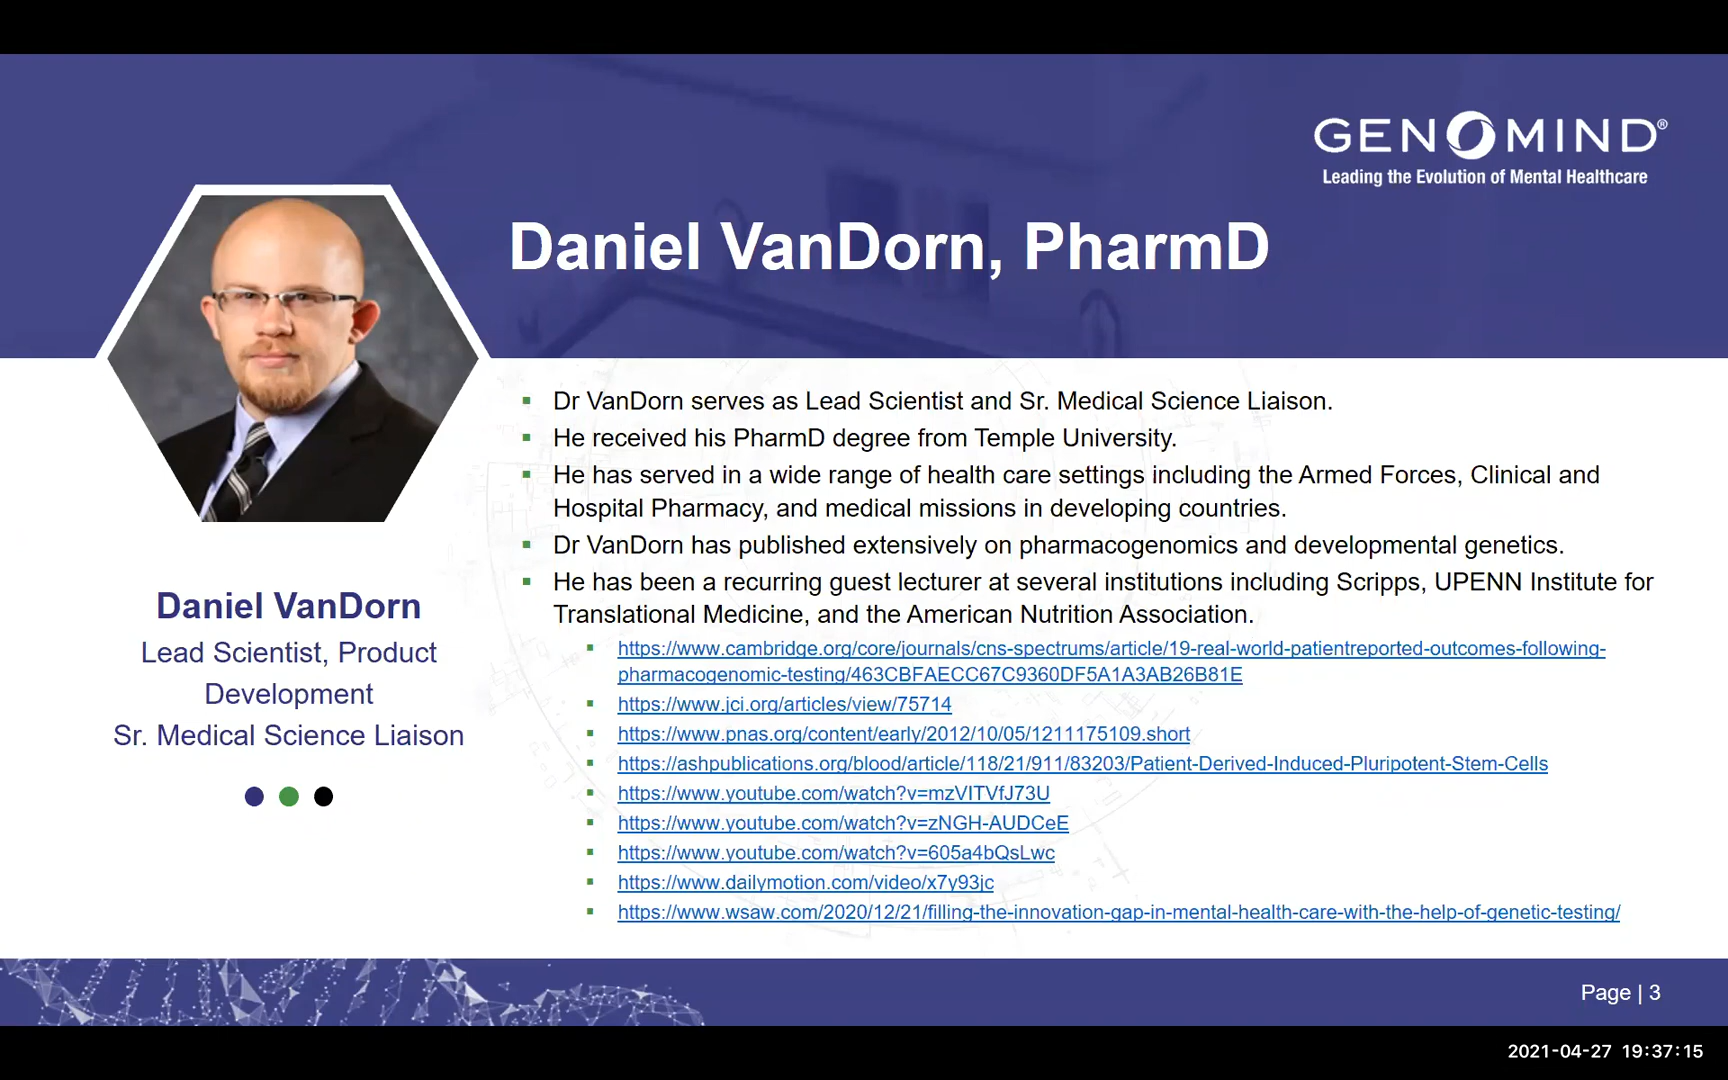 GENOMIND®
Leading the Evolution of Mental Healthcare
Daniel VanDorn, PharmD
Dr VanDorn serves as Lead Scientist and Sr. Medical Science Liaison.
He received his PharmD degree from Temple University.
He has served in a wide range of health care settings including the Armed Forces, Clinical and
Hospital Pharmacy, and medical missions in developing countries.
Dr VanDorn has published extensively on pharmacogenomics and developmental genetics.
He has been a recurring guest lecturer at several institutions including Scripps, UPENN Institute for
Translational Medicine, and the American Nutrition Association.
https://www.cambridge.org/core/journals/cns-spectrums/article/19-real-world-patientreported-outcomes-following-
pharmacogenomic-testing/463CBFAECC67C9360DF5A1A3AB26B81E
https://www.jci.org/articles/view/75714
https://www.pnas.org/content/early/2012/10/05/1211175109.short
https://ashpublications.org/blood/article/118/21/911/83203/Patient-Derived-Induced-Pluripotent-Stem-Cells
https://www.youtube.com/watch?v=mzVITVfJ73U
https://www.youtube.com/watch?v=zNGH-AUDCeE
https://www.youtube.com/watch?v=605a4bQsLwc
https://www.dailymotion.com/video/x7y93jc
https://www.wsaw.com/2020/12/21/filling-the-innovation-gap-in-mental-health-care-with-the-help-of-genetic-testing/
Daniel VanDorn
Lead Scientist, Product
Development
Sr. Medical Science Liaison
Page | 3
2021-04-27 19:37:15